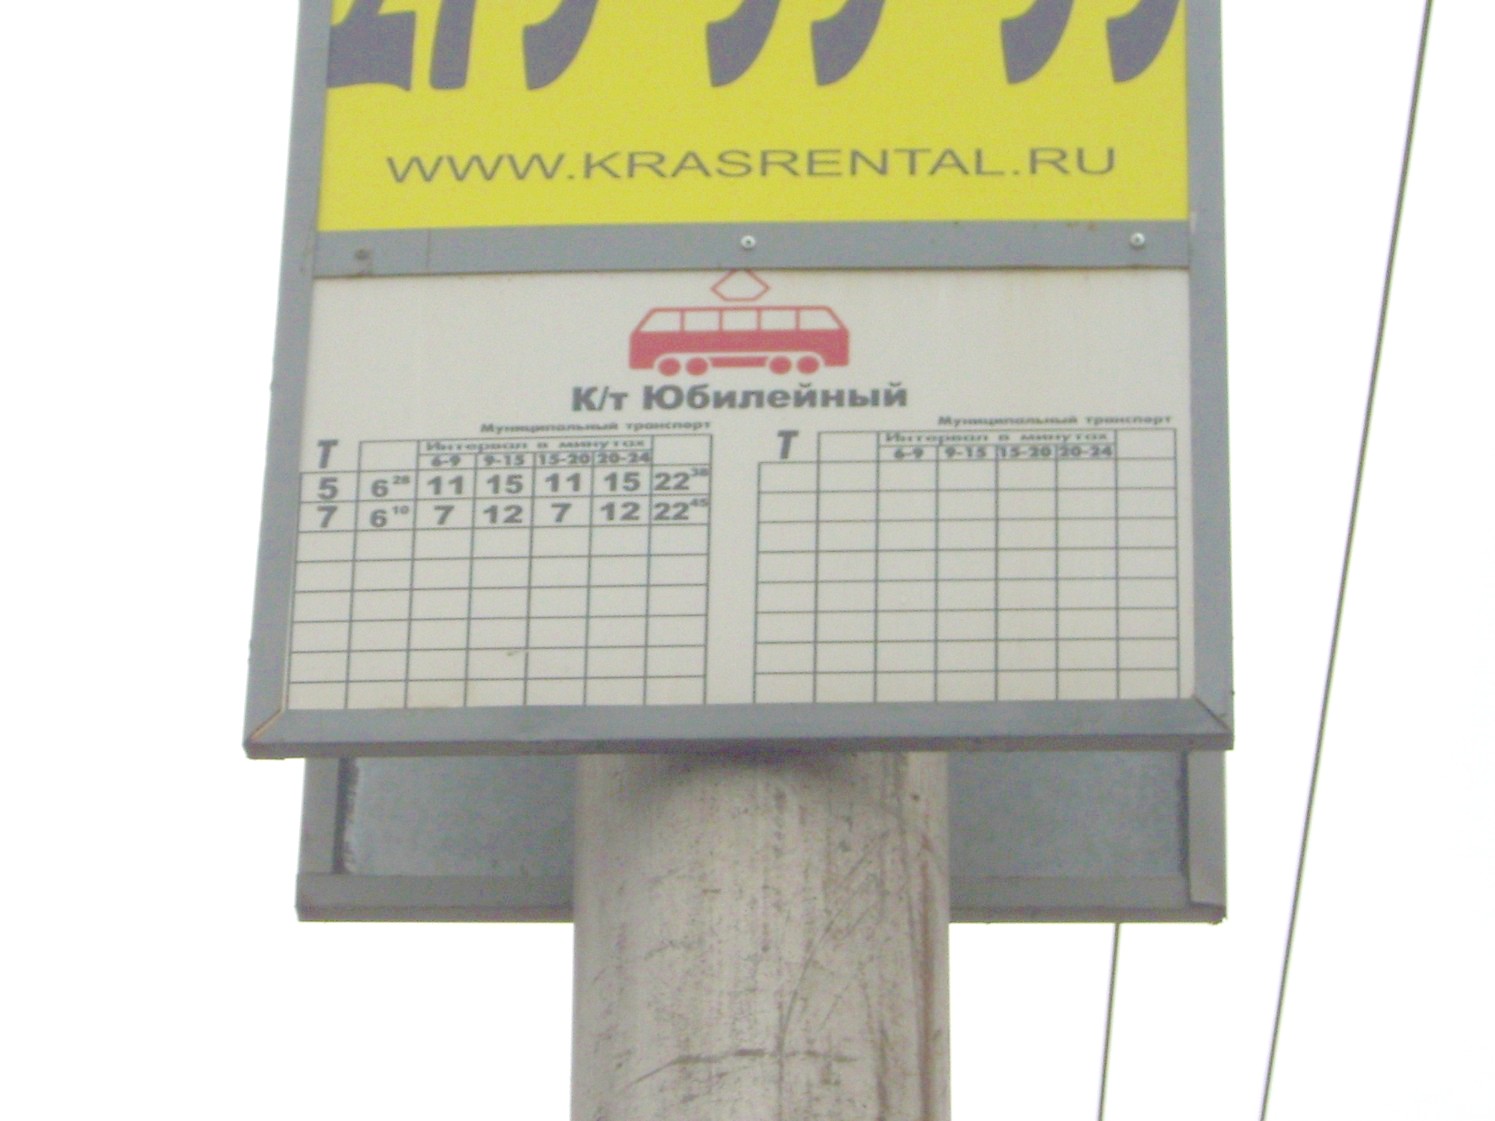 WWW.KRASRENTAL.RU
К/т Юбилейный
Муниципальный транспорт
Т Интервал в минутах
6-9 9-15 15-20 20-24
5 6²⁸ 11 15 11 15 22³⁸
7 6¹⁰ 7 12 7 12 22⁴⁵
Муниципальный транспорт
Т Интервал в минутах
6-9 9-15 15-20 20-24